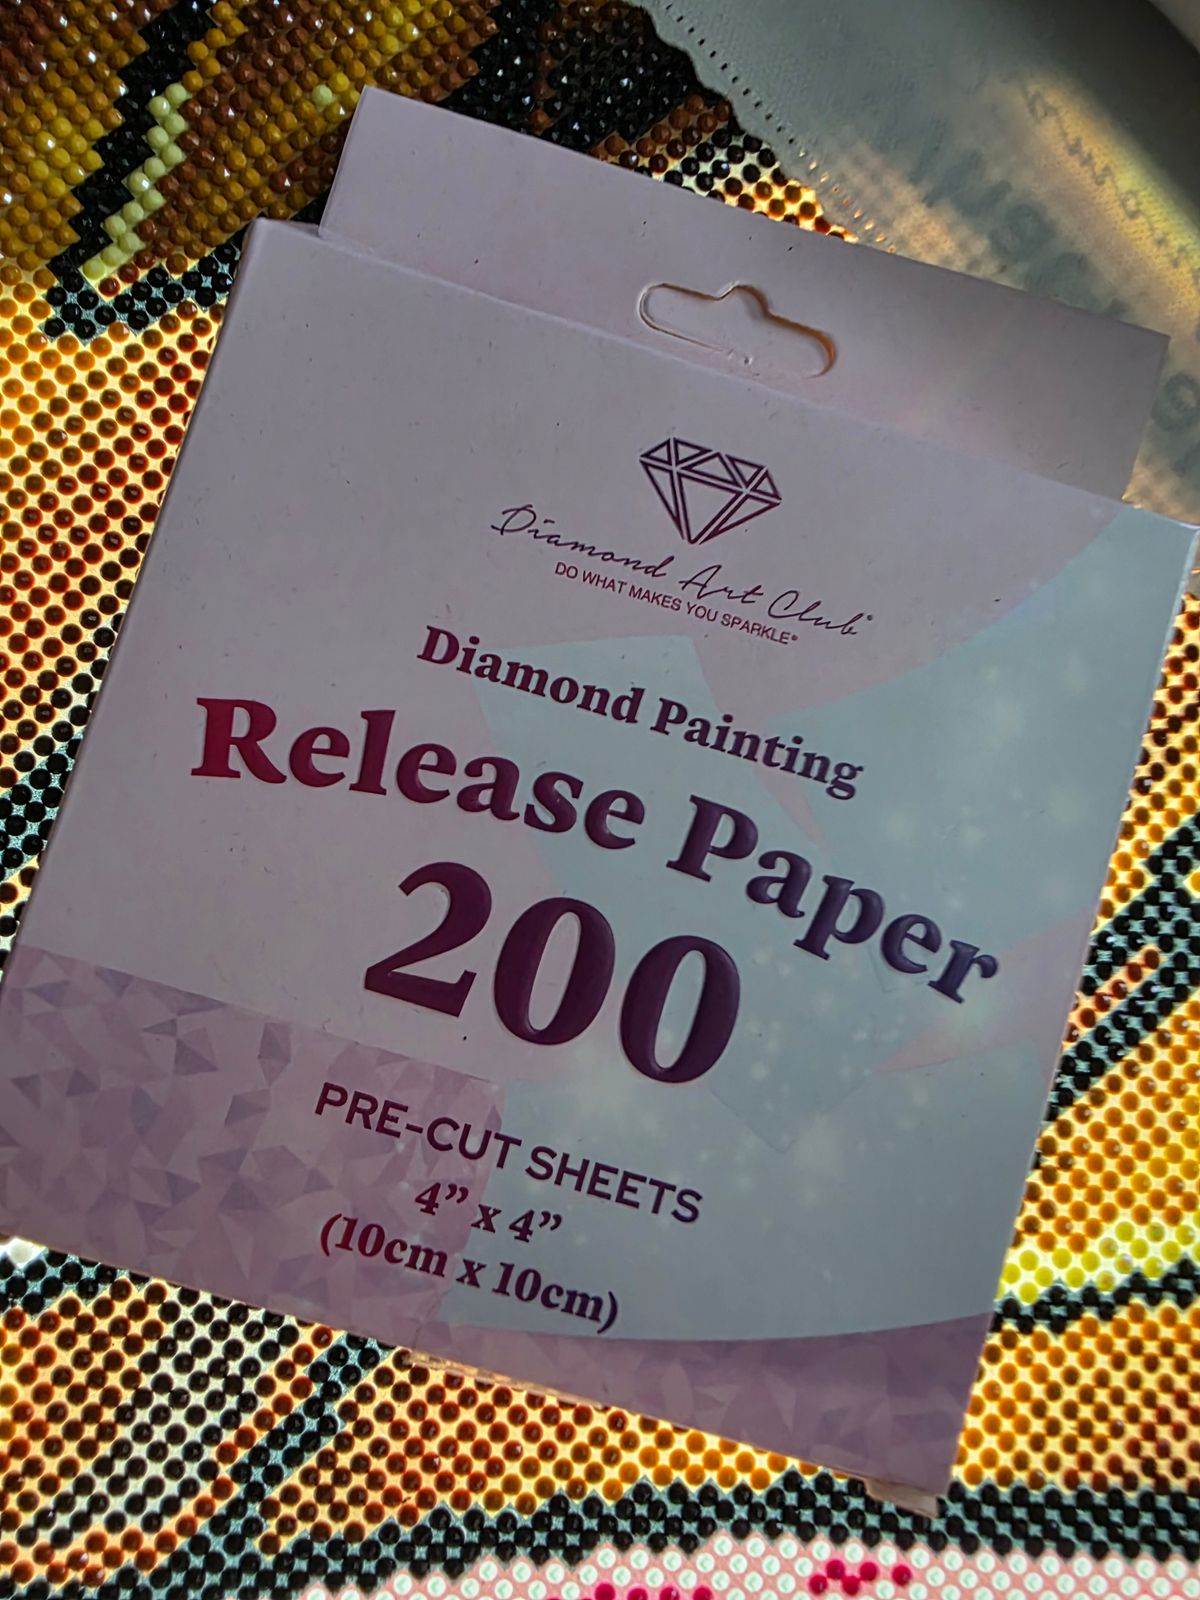 Diamond Art Club®
DO WHAT MAKES YOU SPARKLE®
Diamond Painting
Release Paper
200
PRE-CUT SHEETS
4” x 4”
(10cm x 10cm)